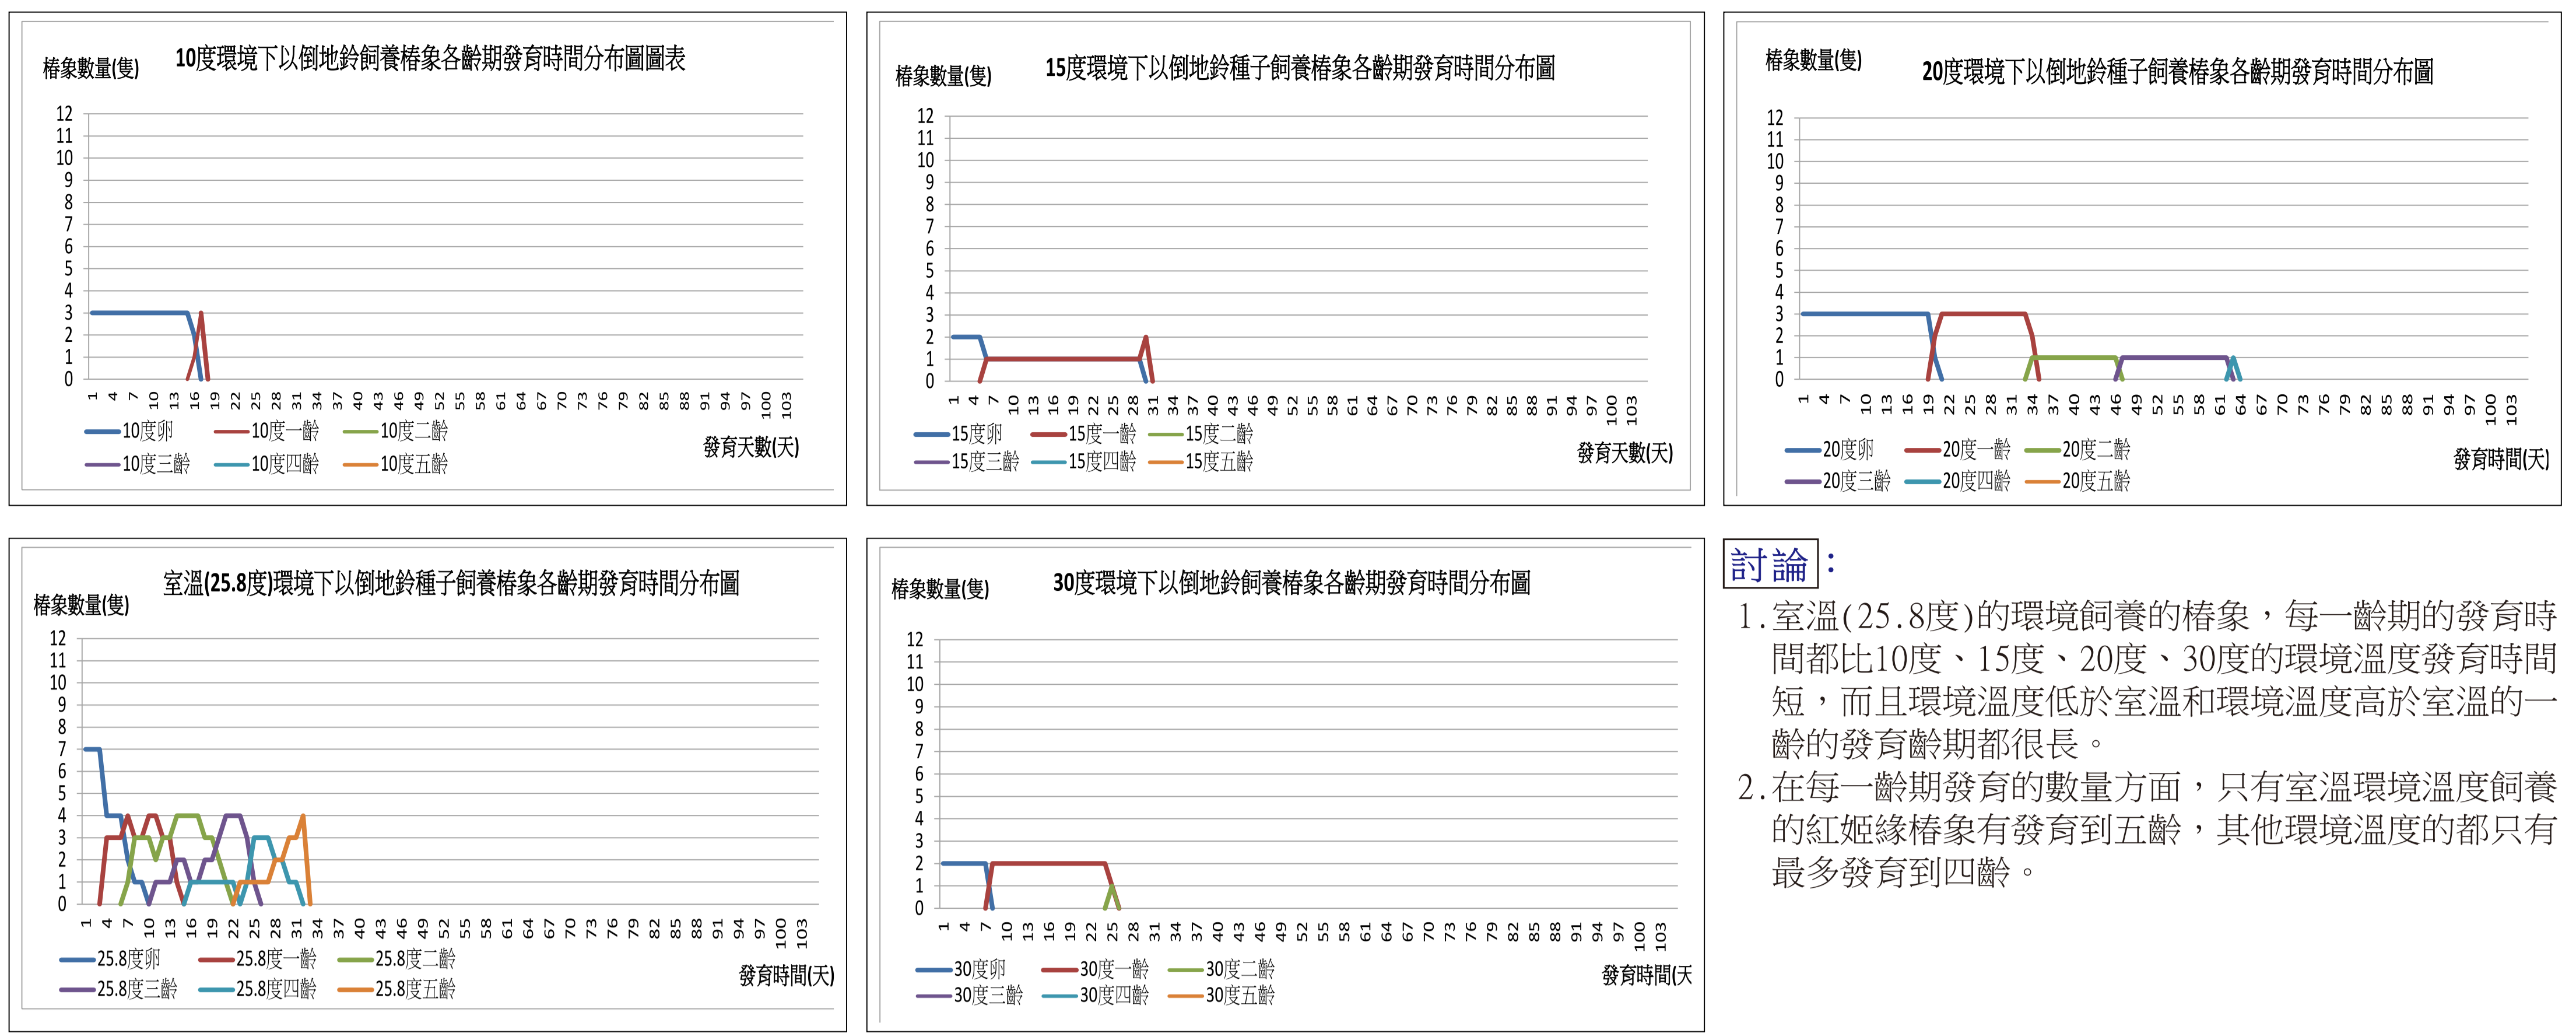 10度環境下以倒地鈴飼養椿象各齡期發育時間分布圖圖表
椿象數量(隻)
12
11
10
9
8
7
6
5
4
3
2
1
0
1 4 7 10 13 16 19 22 25 28 31 34 37 40 43 46 49 52 55 58 61 64 67 70 73 76 79 82 85 88 91 94 97 100 103
10度卵 10度一齡 10度二齡
發育天數(天)
10度三齡 10度四齡 10度五齡
15度環境下以倒地鈴種子飼養椿象各齡期發育時間分布圖
椿象數量(隻)
12
11
10
9
8
7
6
5
4
3
2
1
0
1 4 7 10 13 16 19 22 25 28 31 34 37 40 43 46 49 52 55 58 61 64 67 70 73 76 79 82 85 88 91 94 97 100 103
15度卵 15度一齡 15度二齡
發育天數(天)
15度三齡 15度四齡 15度五齡
椿象數量(隻)
20度環境下以倒地鈴種子飼養椿象各齡期發育時間分布圖
12
11
10
9
8
7
6
5
4
3
2
1
0
1 4 7 10 13 16 19 22 25 28 31 34 37 40 43 46 49 52 55 58 61 64 67 70 73 76 79 82 85 88 91 94 97 100 103
20度卵 20度一齡 20度二齡
發育時間(天)
20度三齡 20度四齡 20度五齡
室溫(25.8度)環境下以倒地鈴種子飼養椿象各齡期發育時間分布圖
椿象數量(隻)
12
11
10
9
8
7
6
5
4
3
2
1
0
1 4 7 10 13 16 19 22 25 28 31 34 37 40 43 46 49 52 55 58 61 64 67 70 73 76 79 82 85 88 91 94 97 100 103
25.8度卵 25.8度一齡 25.8度二齡
發育時間(天)
25.8度三齡 25.8度四齡 25.8度五齡
30度環境下以倒地鈴飼養椿象各齡期發育時間分布圖
椿象數量(隻)
12
11
10
9
8
7
6
5
4
3
2
1
0
1 4 7 10 13 16 19 22 25 28 31 34 37 40 43 46 49 52 55 58 61 64 67 70 73 76 79 82 85 88 91 94 97 100 103
30度卵 30度一齡 30度二齡
發育時間(天
30度三齡 30度四齡 30度五齡
討論：
1.室溫(25.8度)的環境飼養的椿象，每一齡期的發育時
間都比10度、15度、20度、30度的環境溫度發育時間
短，而且環境溫度低於室溫和環境溫度高於室溫的一
齡的發育齡期都很長。
2.在每一齡期發育的數量方面，只有室溫環境溫度飼養
的紅姬緣椿象有發育到五齡，其他環境溫度的都只有
最多發育到四齡。